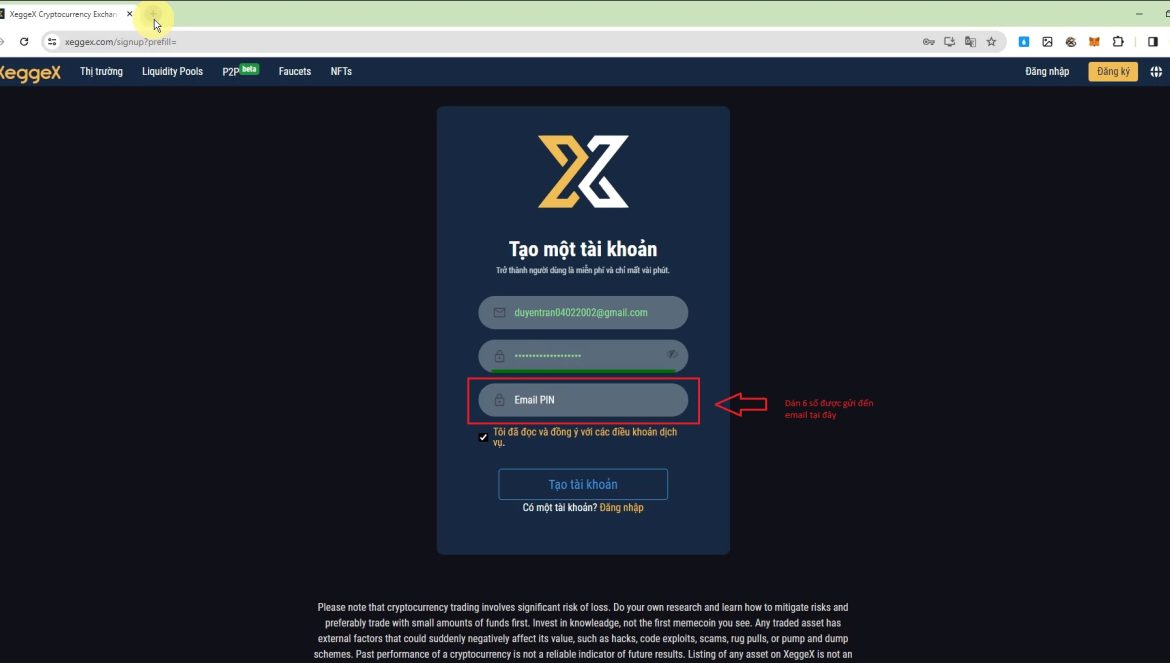 XeggeX Cryptocurrency Exchan
xeggex.com/signup?prefill=
XeggeX
Thị trường
Liquidity Pools
P2P beta
Faucets
NFTs
Đăng nhập
Đăng ký
Tạo một tài khoản
Trở thành người dùng là miễn phí và chỉ mất vài phút.
duyentran04022002@gmail.com
Email PIN
Dán 6 số được gửi đến
email tại đây
Tôi đã đọc và đồng ý với các điều khoản dịch
vụ.
Tạo tài khoản
Có một tài khoản? Đăng nhập
Please note that cryptocurrency trading involves significant risk of loss. Do your own research and learn how to mitigate risks and
preferably trade with small amounts of funds first. Invest in knowleadge, not the first memecoin you see. Any traded asset has
external factors that could suddenly negatively affect its value, such as hacks, code exploits, scams, rug pulls, or pump and dump
schemes. Past performance of a cryptocurrency is not a reliable indicator of future results. Listing of any asset on XeggeX is not an